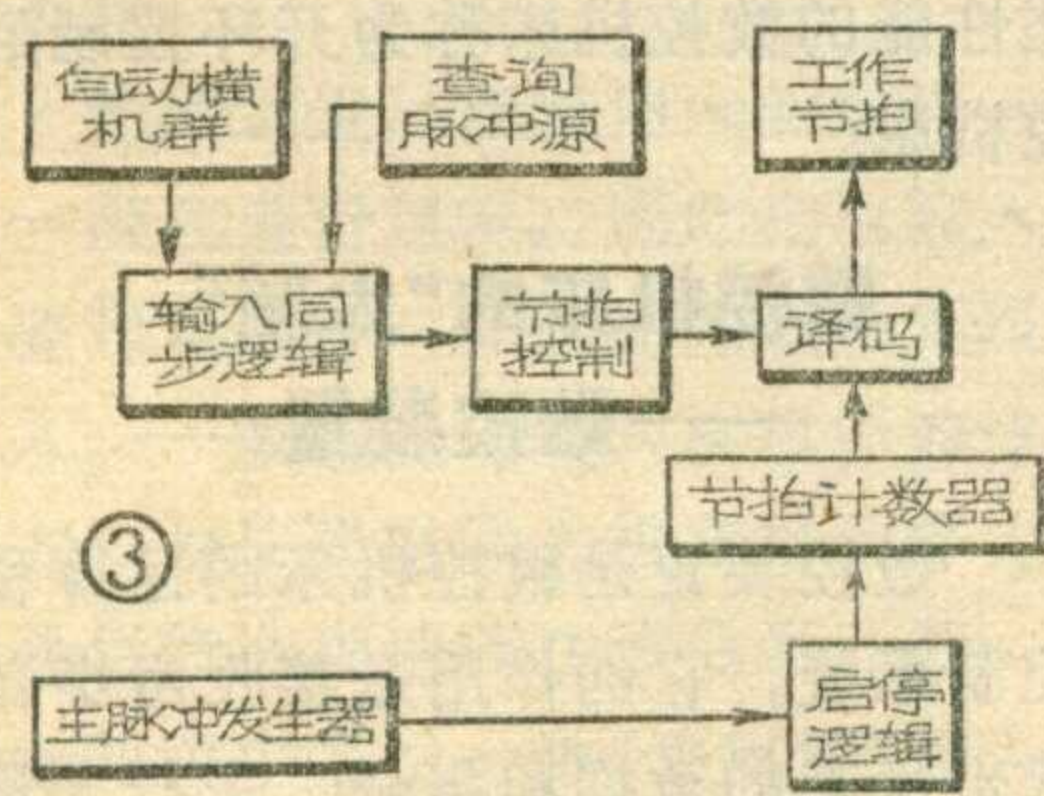 自动横
机群
查询
脉冲源
工作
节拍
输入同
步逻辑
节拍
控制
译码
节拍计数器
③
主脉冲发生器
启停
逻辑